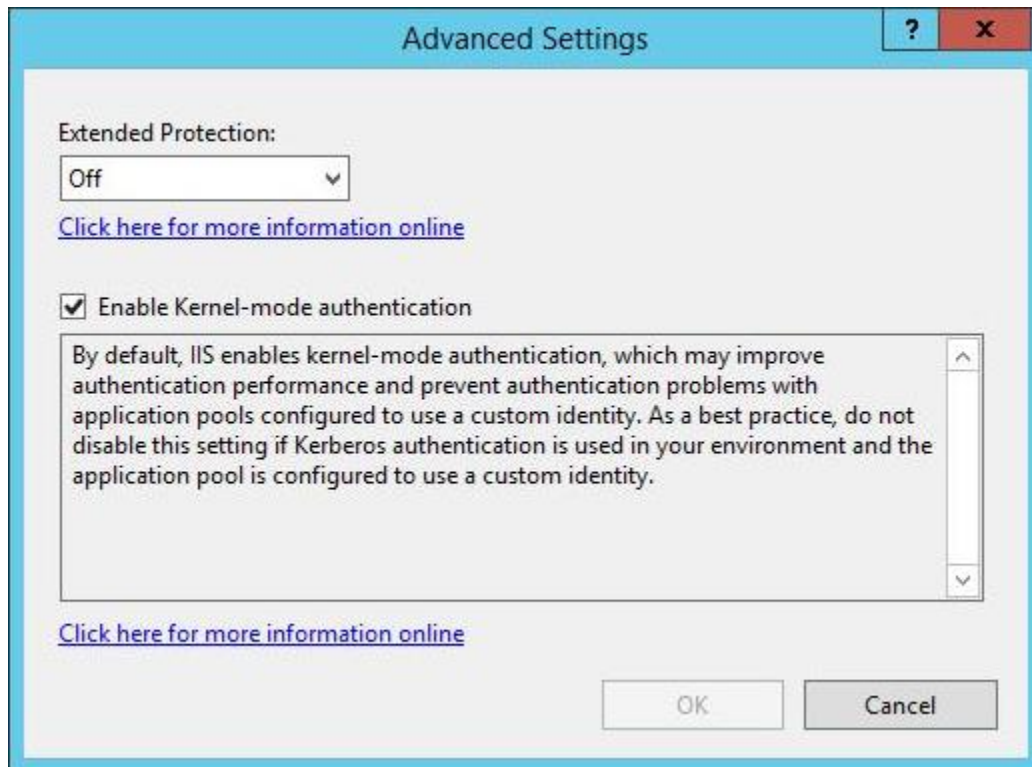 Advanced Settings
?
x
Extended Protection:
Off
Click here for more information online
Enable Kernel-mode authentication
By default, IIS enables kernel-mode authentication, which may improve
authentication performance and prevent authentication problems with
application pools configured to use a custom identity. As a best practice, do not
disable this setting if Kerberos authentication is used in your environment and the
application pool is configured to use a custom identity.
Click here for more information online
OK
Cancel